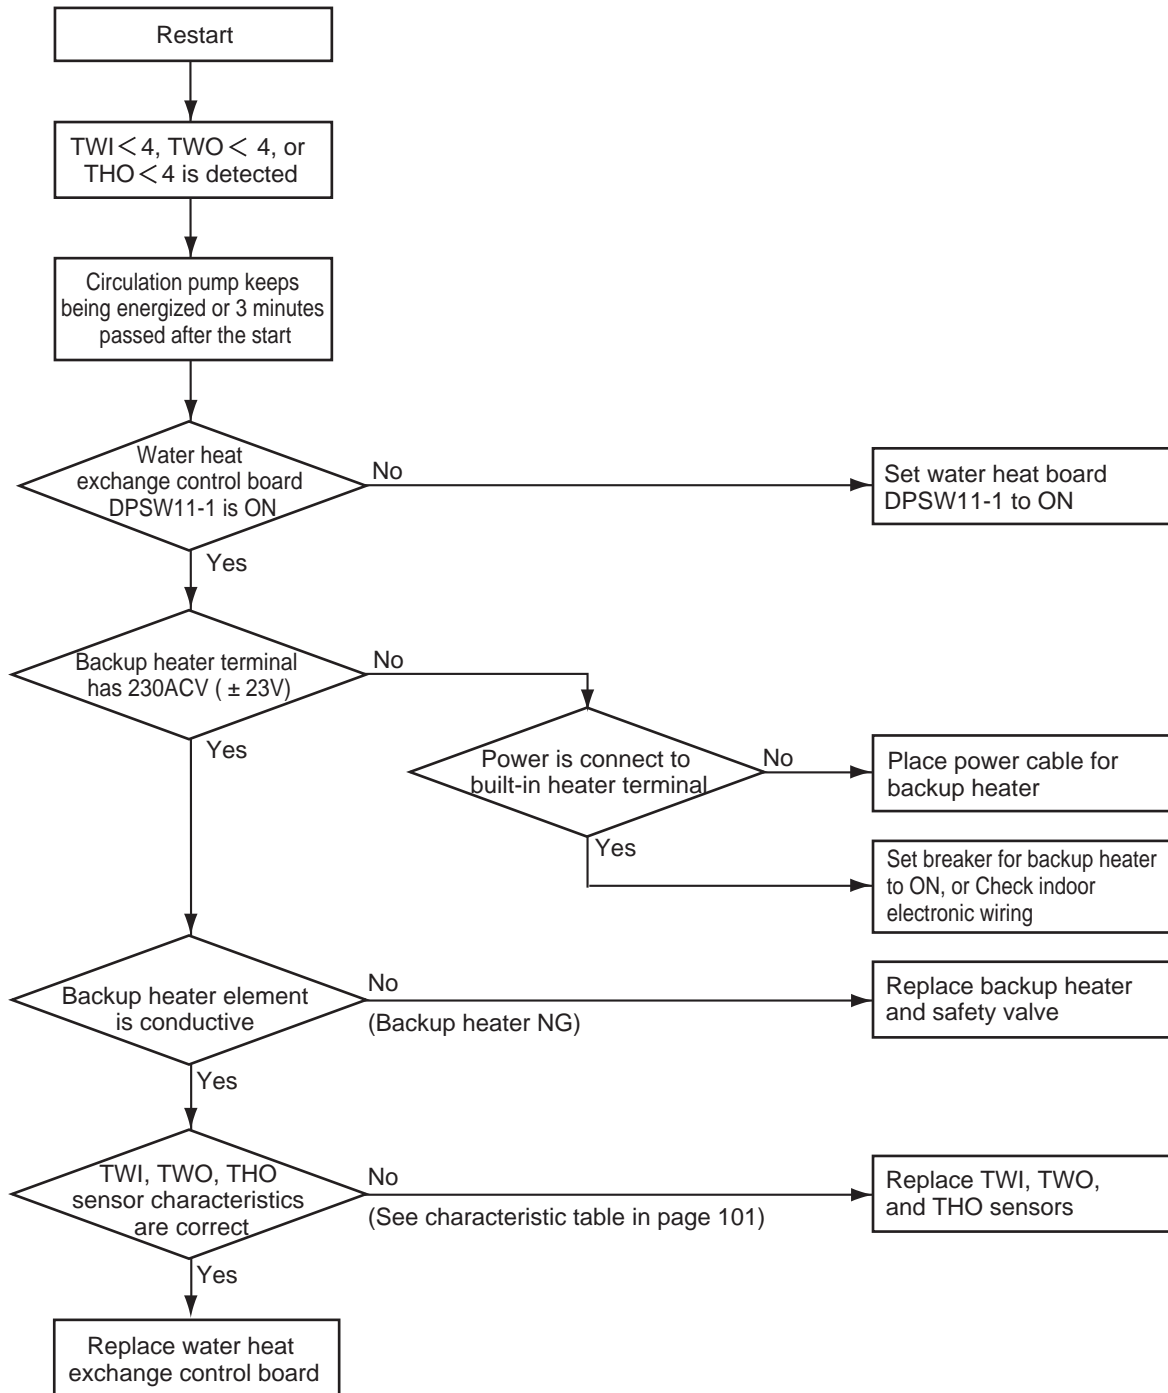 Restart
TWI＜4, TWO＜ 4, or
THO＜4 is detected
Circulation pump keeps
being energized or 3 minutes
passed after the start
Water heat
exchange control board
DPSW11-1 is ON
No
Set water heat board
DPSW11-1 to ON
Yes
Backup heater terminal
has 230ACV ( ± 23V)
No
Yes
Power is connect to
built-in heater terminal
No
Place power cable for
backup heater
Yes
Set breaker for backup heater
to ON, or Check indoor
electronic wiring
Backup heater element
is conductive
No
(Backup heater NG)
Replace backup heater
and safety valve
Yes
TWI, TWO, THO
sensor characteristics
are correct
No
(See characteristic table in page 101)
Replace TWI, TWO,
and THO sensors
Yes
Replace water heat
exchange control board